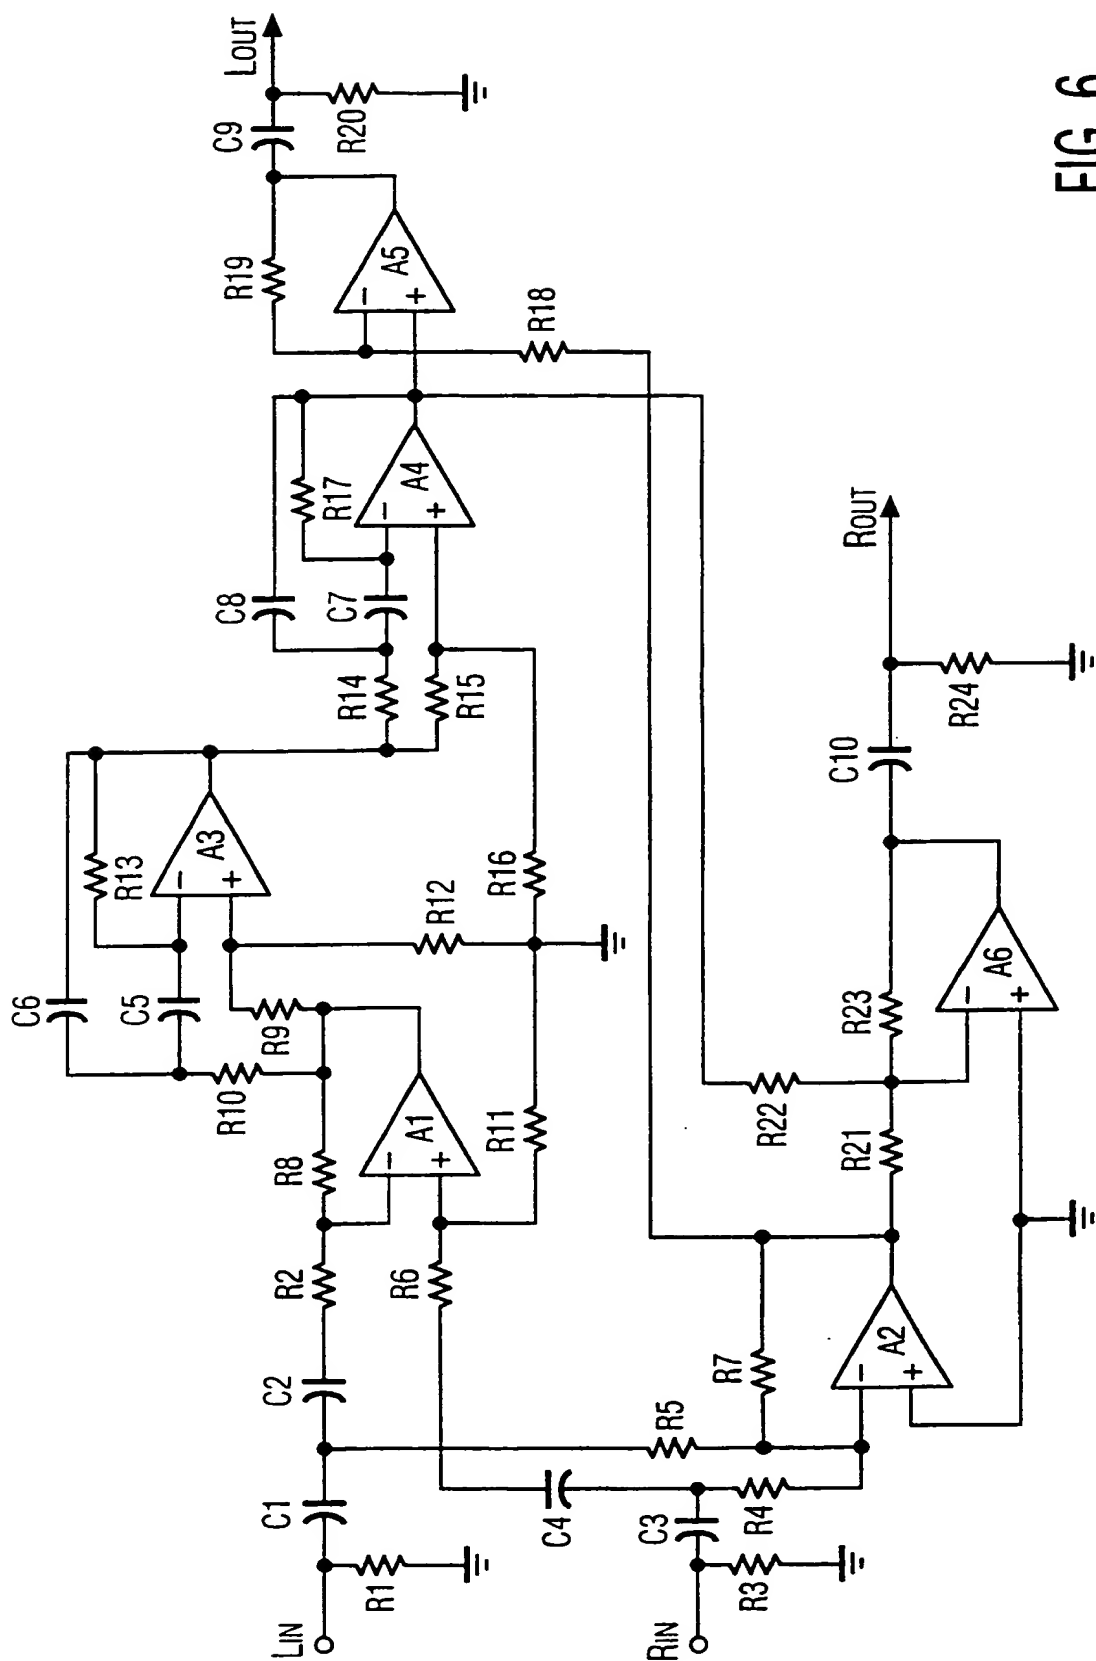 LIN
R1
C1
C2
R2
R8
R10
R9
C5
C6
R13
A3
−
+
A1
−
+
R6
R11
R12
R16
R14
R15
C7
C8
R17
A4
−
+
R18
R19
A5
−
+
C9
R20
LOUT
RIN
R3
C3
C4
R4
R5
R7
A2
−
+
R21
R22
R23
A6
−
+
C10
R24
ROUT
FIG 6